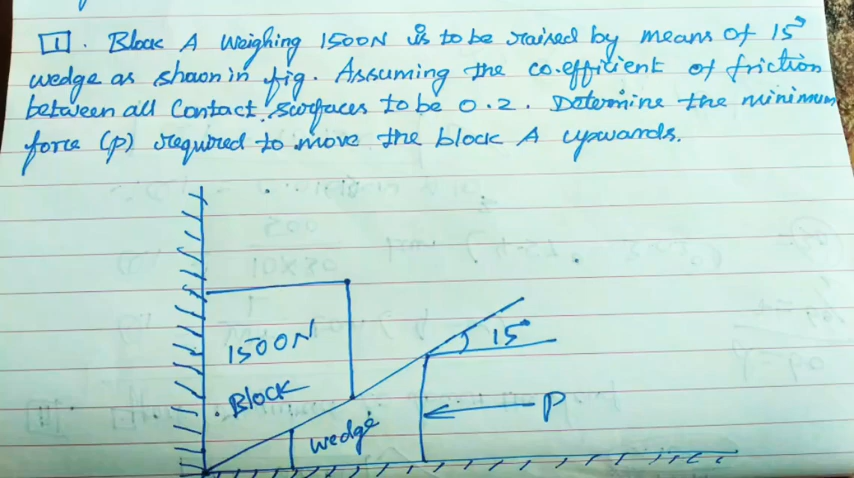 1. Block A weighing 1500N is to be raised by means of 15°
wedge as shown in fig. Assuming the co.efficient of friction
between all contact surfaces to be 0.2. Determine the minimum
force (p) required to move the block A upwards.
15°
1500N
Block
P
wedge